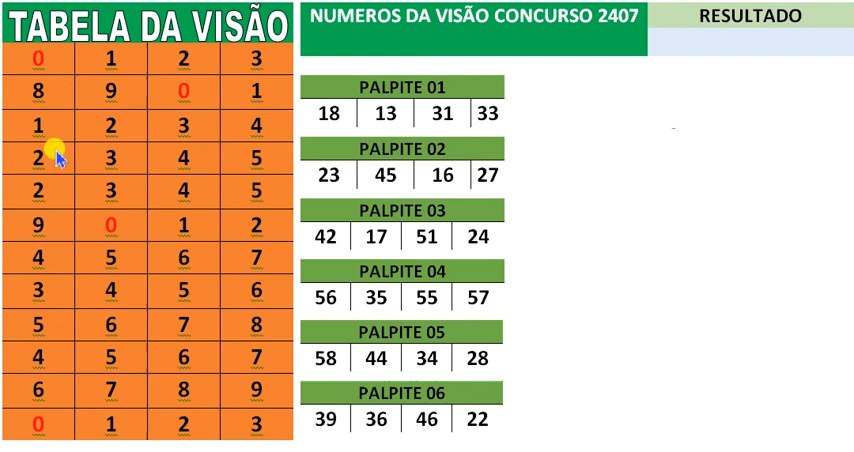 TABELA DA VISÃO
0 1 2 3
8 9 0 1
1 2 3 4
2 3 4 5
2 3 4 5
9 0 1 2
4 5 6 7
3 4 5 6
5 6 7 8
4 5 6 7
6 7 8 9
0 1 2 3
NUMEROS DA VISÃO CONCURSO 2407
RESULTADO
PALPITE 01
18 13 31 33
PALPITE 02
23 45 16 27
PALPITE 03
42 17 51 24
PALPITE 04
56 35 55 57
PALPITE 05
58 44 34 28
PALPITE 06
39 36 46 22